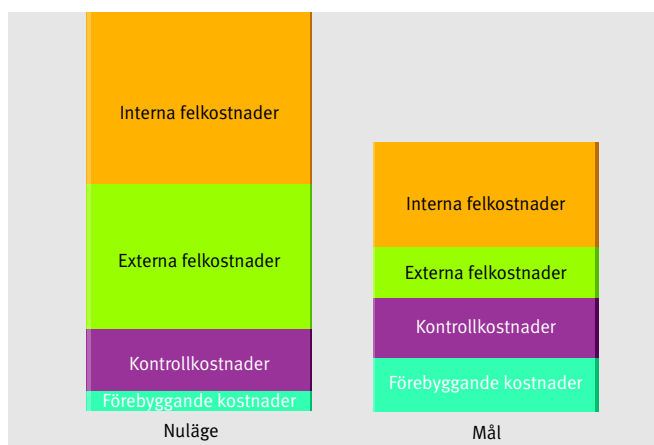 Interna felkostnader
Externa felkostnader
Kontrollkostnader
Förebyggande kostnader
Nuläge
Interna felkostnader
Externa felkostnader
Kontrollkostnader
Förebyggande kostnader
Mål